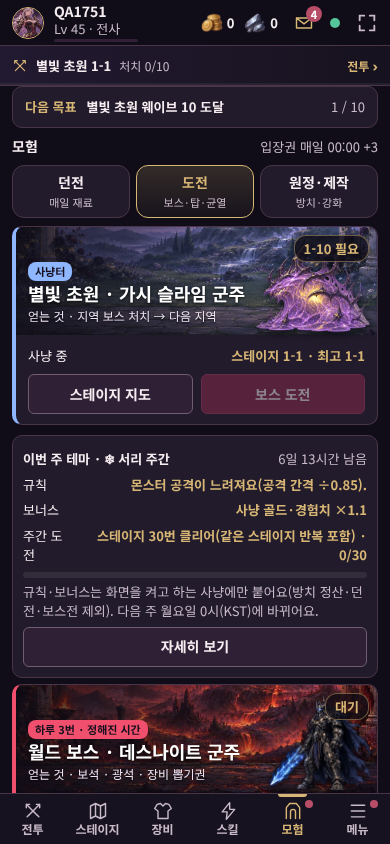 QA1751
Lv 45 · 전사
0
0
4
별빛 초원 1-1 처치 0/10
전투 ›
다음 목표 별빛 초원 웨이브 10 도달
1 / 10
모험
입장권 매일 00:00 +3
던전
매일 재료
도전
보스·탑·균열
원정·제작
방치·강화
1-10 필요
사냥터
별빛 초원 · 가시 슬라임 군주
얻는 것 · 지역 보스 처치 → 다음 지역
사냥 중
스테이지 1-1 · 최고 1-1
스테이지 지도
보스 도전
이번 주 테마 · ❄ 서리 주간
6일 13시간 남음
규칙
몬스터 공격이 느려져요(공격 간격 ÷0.85).
보너스
사냥 골드·경험치 ×1.1
주간 도전
스테이지 30번 클리어(같은 스테이지 반복 포함) ·
0/30
규칙·보너스는 화면을 켜고 하는 사냥에만 붙어요(방치 정산·던
전·보스전 제외). 다음 주 월요일 0시(KST)에 바뀌어요.
자세히 보기
대기
하루 3번 · 정해진 시간
월드 보스 · 데스나이트 군주
얻는 것 · 보석 · 광석 · 장비 뽑기권
전투
스테이지
장비
스킬
모험
메뉴